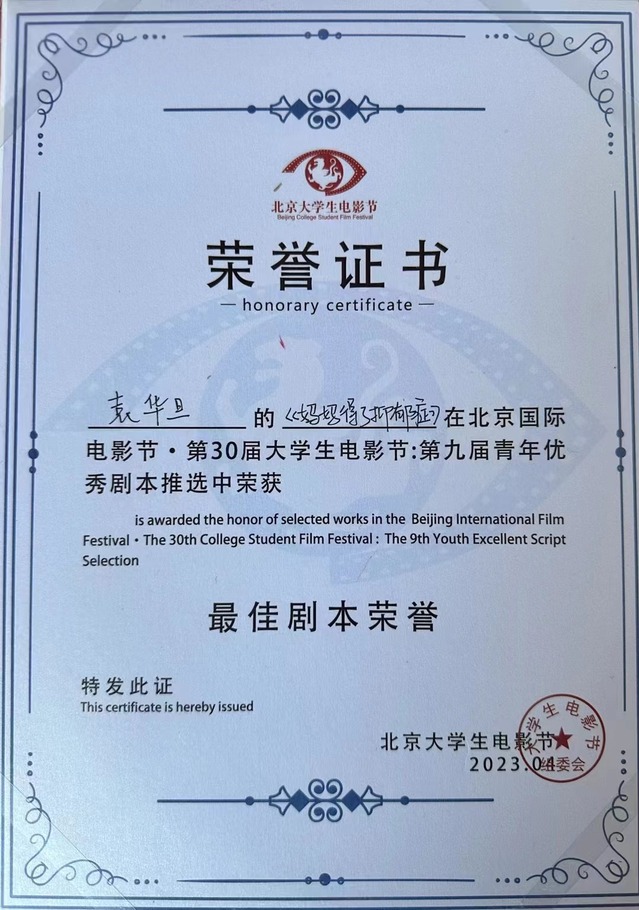 北京大学生电影节
Beijing College Student Film Festival
荣誉证书
honorary certificate
袁华旦 的《妈妈得了抑郁症》在北京国际
电影节·第30届大学生电影节:第九届青年优
秀剧本推选中荣获
is awarded the honor of selected works in the Beijing International Film
Festival·The 30th College Student Film Festival: The 9th Youth Excellent Script
Selection
最佳剧本荣誉
特发此证
This certificate is hereby issued
北京大学生电影节
2023.04
大学生电影节
组委会